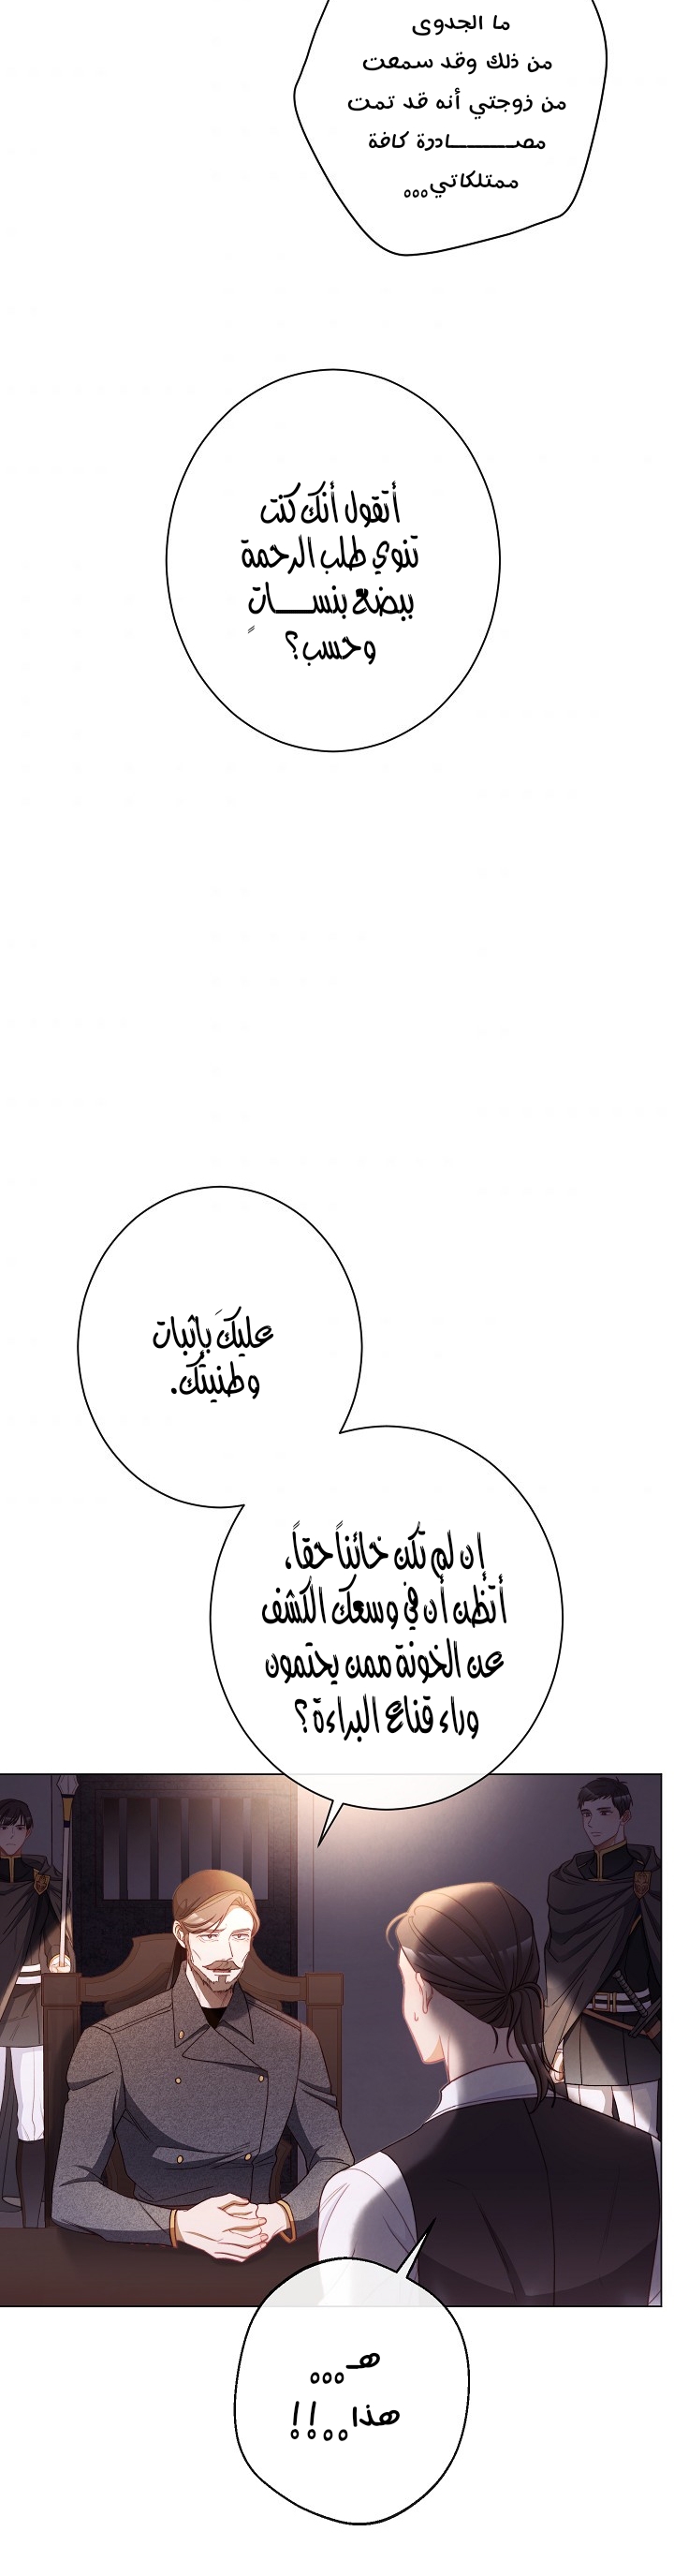 ما الجدوى
من ذلك وقد سمعت
من زوجتي أنه قد تمت
مصـــــــادرة كافة
ممتلكاتي...
أتقول أنك كنت
تنوي طلب الرحمة
ببضع بنســـاتٍ
وحسب؟
عليكَ بإثبات
وطنيتك.
إن لم تكن خائناً حقاً،
أتظن أن في وسعك الكشف
عن الخونة ممن يحتمون
وراء قناع البراءة؟
هـ...
هذا..!!